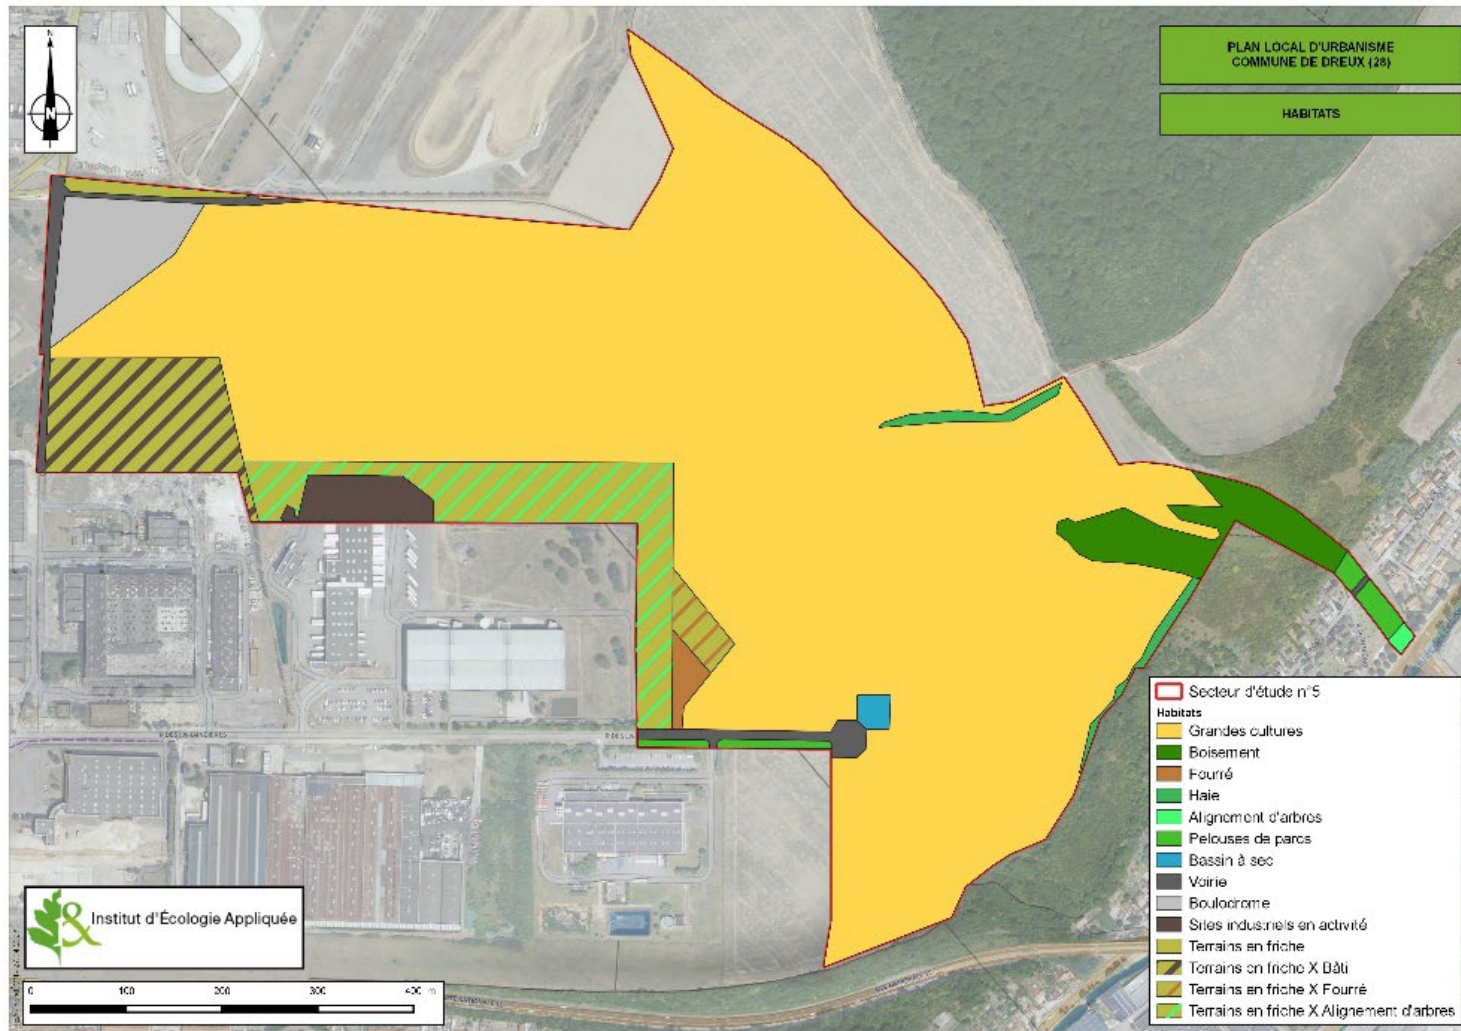 N
N
PLAN LOCAL D'URBANISME
COMMUNE DE DREUX (28)
HABITATS
Secteur d'étude n°5
Habitats
Grandes cultures
Boisement
Fourré
Haie
Alignement d'arbres
Pelouses de parcs
Bassin à sec
Voirie
Boulodrome
Sites industriels en activité
Terrains en friche
Terrains en friche X Bâti
Terrains en friche X Fourré
Terrains en friche X Alignement d'arbres
& Institut d'Écologie Appliquée
0 100 200 300 400 m